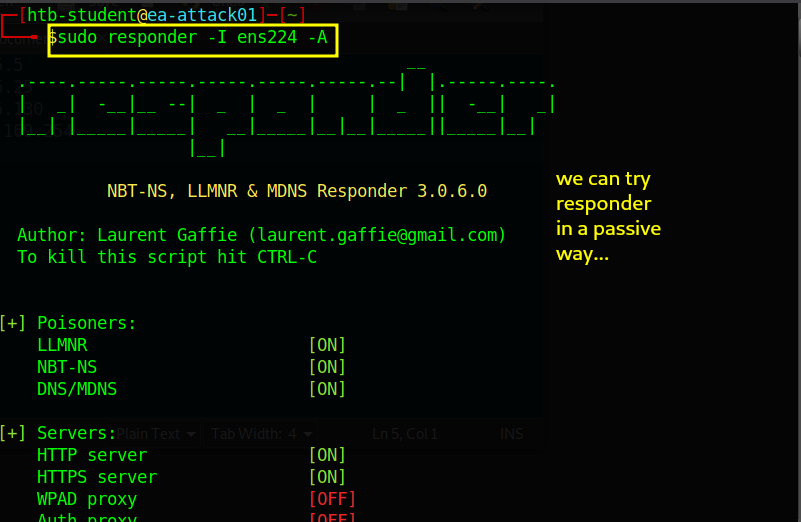 ┌─[htb-student@ea-attack01]─[~]
└──╼ $sudo responder -I ens224 -A
responder
NBT-NS, LLMNR & MDNS Responder 3.0.6.0
we can try
responder
in a passive
way...
Author: Laurent Gaffie (laurent.gaffie@gmail.com)
To kill this script hit CTRL-C
[+] Poisoners:
LLMNR [ON]
NBT-NS [ON]
DNS/MDNS [ON]
[+] Servers:
Plain Text Tab Width: 4 Ln 5, Col 1 INS
HTTP server [ON]
HTTPS server [ON]
WPAD proxy [OFF]
Auth proxy [OFF]